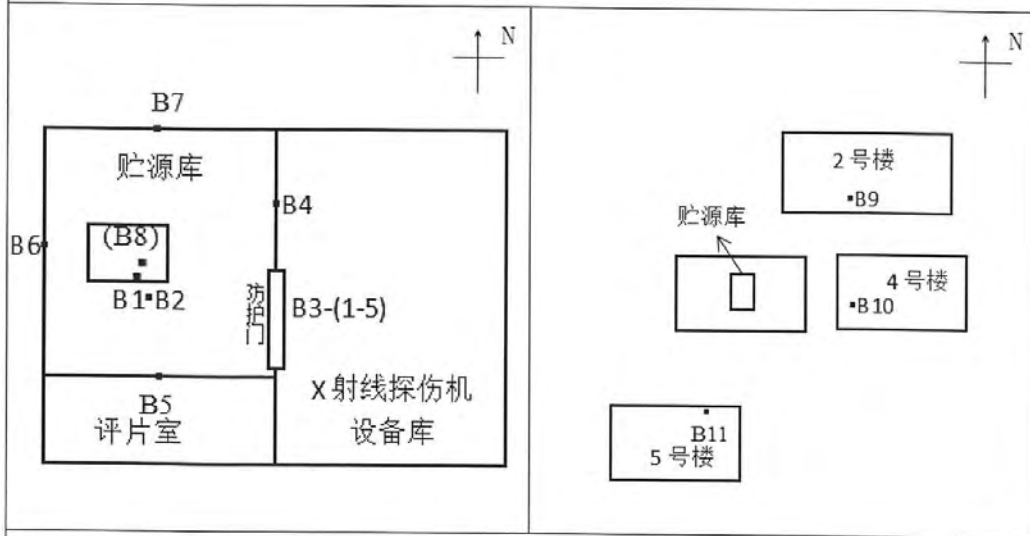 N
B7
贮源库
B4
(B8)
B6
B1 B2
防护门
B3-(1-5)
B5
评片室
X射线探伤机
设备库
N
2号楼
B9
贮源库
4号楼
B10
B11
5号楼